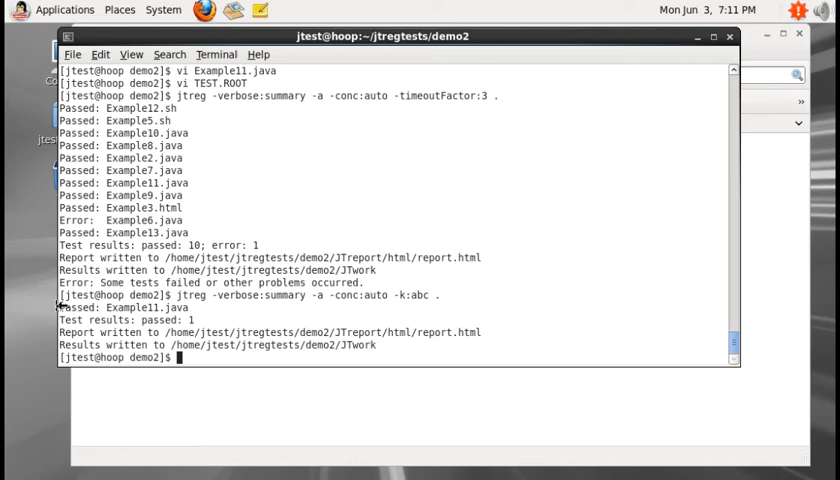 Applications Places System
Mon Jun 3, 7:11 PM
jtest@hoop:~/jtregtests/demo2
File Edit View Search Terminal Help
[jtest@hoop demo2]$ vi Example11.java
[jtest@hoop demo2]$ vi TEST.ROOT
[jtest@hoop demo2]$ jtreg -verbose:summary -a -conc:auto -timeoutFactor:3 .
Passed: Example12.sh
Passed: Example5.sh
Passed: Example10.java
Passed: Example8.java
Passed: Example2.java
Passed: Example7.java
Passed: Example11.java
Passed: Example9.java
Passed: Example3.html
Error: Example6.java
Passed: Example13.java
Test results: passed: 10; error: 1
Report written to /home/jtest/jtregtests/demo2/JTreport/html/report.html
Results written to /home/jtest/jtregtests/demo2/JTwork
Error: Some tests failed or other problems occurred.
[jtest@hoop demo2]$ jtreg -verbose:summary -a -conc:auto -k:abc .
Passed: Example11.java
Test results: passed: 1
Report written to /home/jtest/jtregtests/demo2/JTreport/html/report.html
Results written to /home/jtest/jtregtests/demo2/JTwork
[jtest@hoop demo2]$